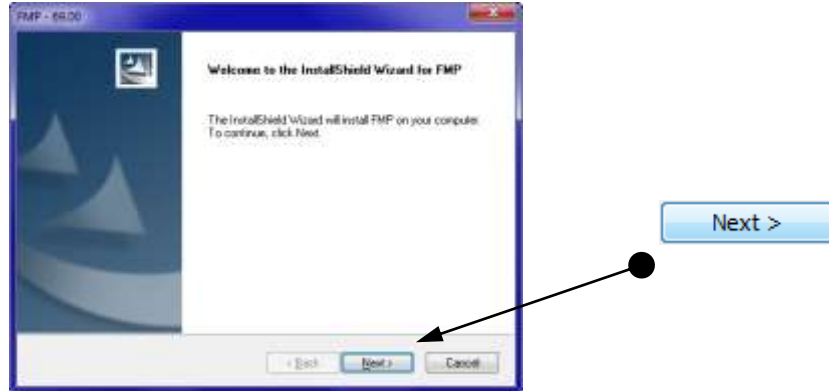 FMP - 69.00
Welcome to the InstallShield Wizard for FMP
The InstallShield Wizard will install FMP on your computer.
To continue, click Next.
Next >
< Back
Next >
Cancel